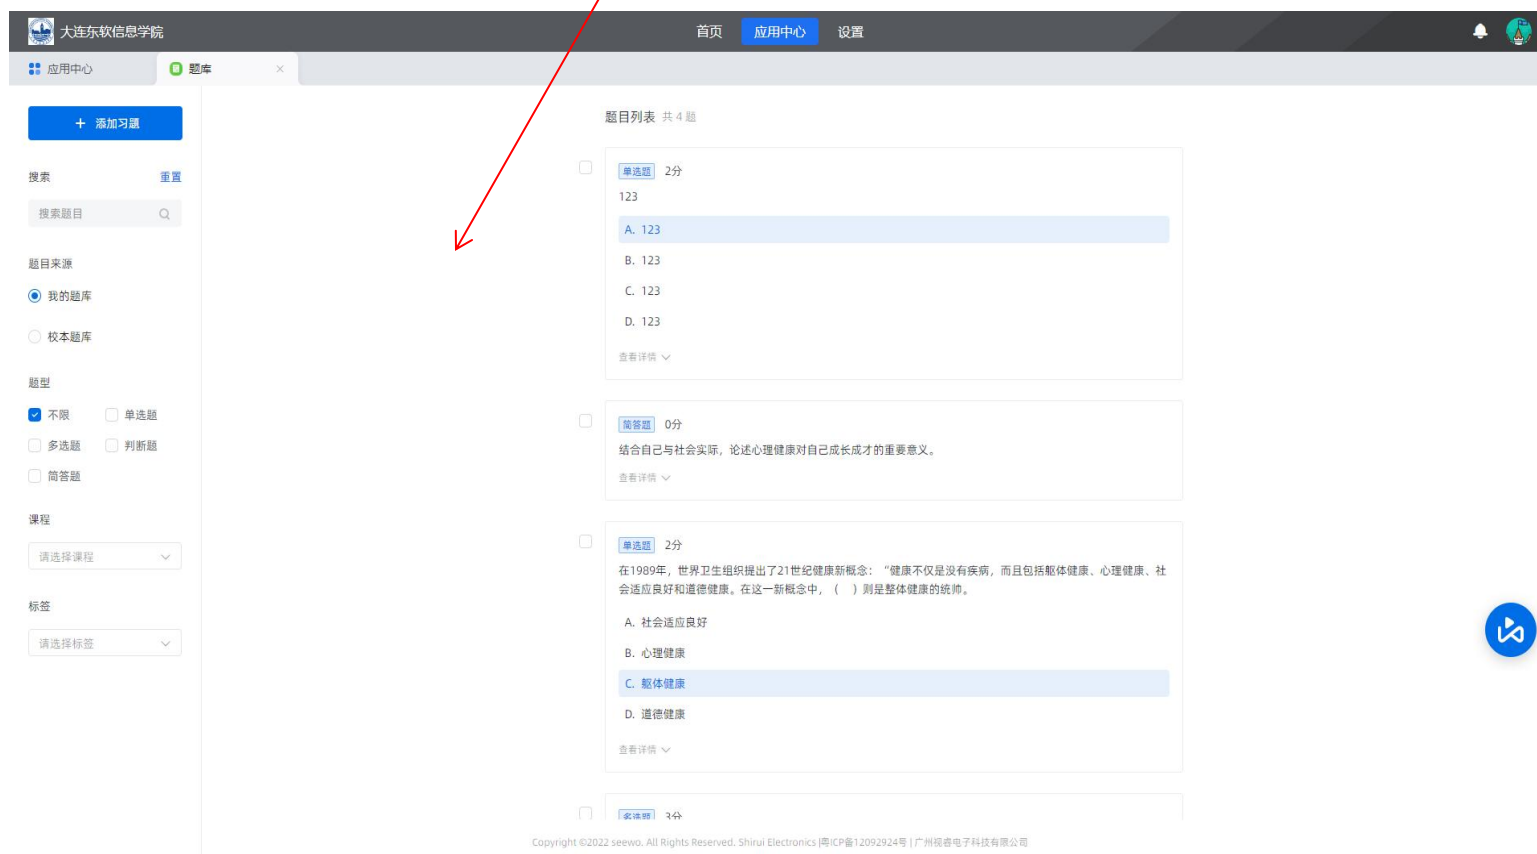 大连东软信息学院
首页 应用中心 设置
应用中心 题库 ×
+ 添加习题
搜索 重置
搜索题目
题目来源
我的题库
校本题库
题型
不限 单选题
多选题 判断题
简答题
课程
请选择课程
标签
请选择标签
题目列表 共 4 题
单选题 2分
123
A. 123
B. 123
C. 123
D. 123
查看详情
简答题 0分
结合自己与社会实际，论述心理健康对自己成长成才的重要意义。
查看详情
单选题 2分
在1989年，世界卫生组织提出了21世纪健康新概念：“健康不仅是没有疾病，而且包括躯体健康、心理健康、社
会适应良好和道德健康。在这一新概念中，（ ）则是整体健康的统帅。
A. 社会适应良好
B. 心理健康
C. 躯体健康
D. 道德健康
查看详情
多选题 3分
Copyright ©2022 seewo. All Rights Reserved. Shirui Electronics |粤ICP备12092924号 | 广州视睿电子科技有限公司